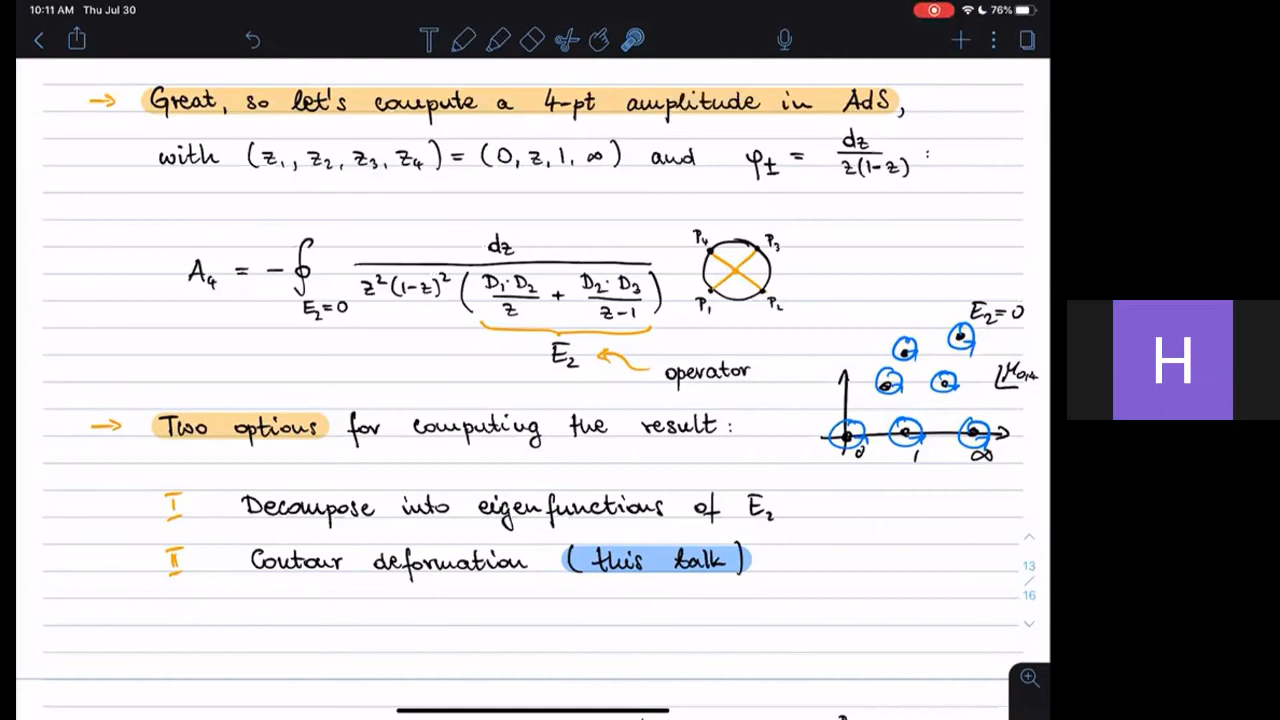 10:11 AM Thu Jul 30
76%
→ Great, so let's compute a 4-pt amplitude in AdS,
with (z₁, z₂, z₃, z₄) = (0, z, 1, ∞) and φ± = dz / z(1-z) :
A₄ = - ∮_{E₂=0} dz / z²(1-z)² ( D₁·D₂ / z + D₂·D₃ / z-1 )
P₄ P₃
P₁ P₂
E₂=0
E₂ ← operator
M₀,₄
→ Two options for computing the result:
0 1 ∞
I Decompose into eigenfunctions of E₂
II Contour deformation (this talk)
13
/
16
H